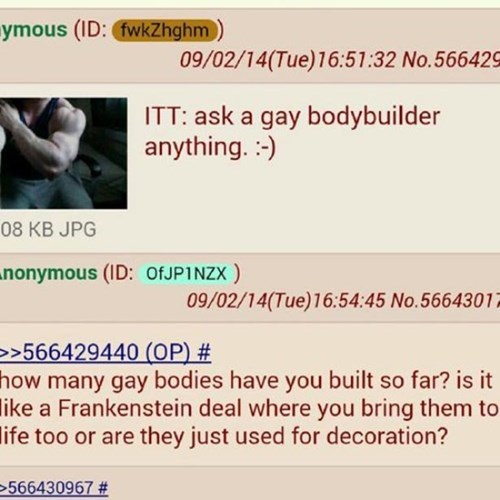 ymous (ID: fwkZhghm)
09/02/14(Tue)16:51:32 No.566429
ITT: ask a gay bodybuilder
anything. :-)
08 KB JPG
Anonymous (ID: OfJP1NZX )
09/02/14(Tue)16:54:45 No.56643017
>>566429440 (OP) #
how many gay bodies have you built so far? is it
like a Frankenstein deal where you bring them to
life too or are they just used for decoration?
>566430967 #